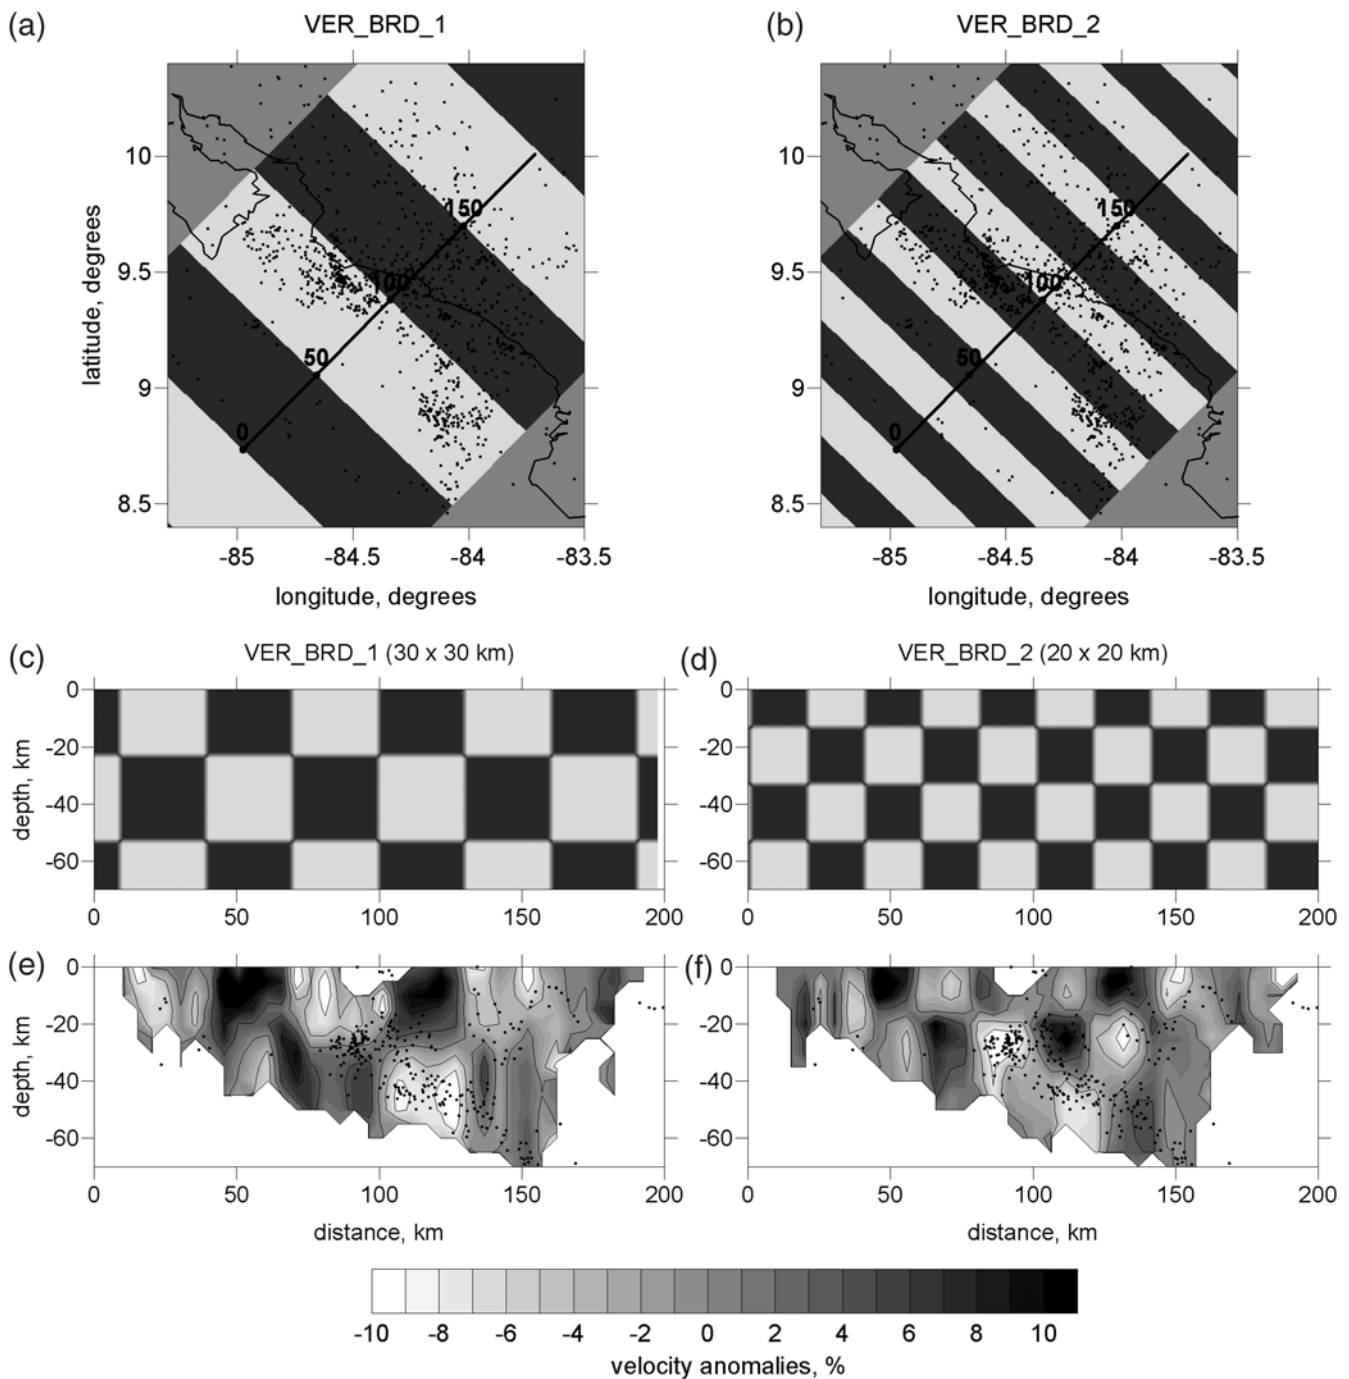 (a) VER_BRD_1 (b) VER_BRD_2
10 10
150 150
9.5 9.5
100 100
latitude, degrees
50 50
9 9
0 0
8.5 8.5
-85 -84.5 -84 -83.5 -85 -84.5 -84 -83.5
longitude, degrees longitude, degrees
(c) VER_BRD_1 (30 x 30 km) (d) VER_BRD_2 (20 x 20 km)
0 0
-20 -20
depth, km
-40 -40
-60 -60
0 50 100 150 200 0 50 100 150 200
(e) (f)
0 0
-20 -20
depth, km
-40 -40
-60 -60
0 50 100 150 200 0 50 100 150 200
distance, km distance, km
-10 -8 -6 -4 -2 0 2 4 6 8 10
velocity anomalies, %